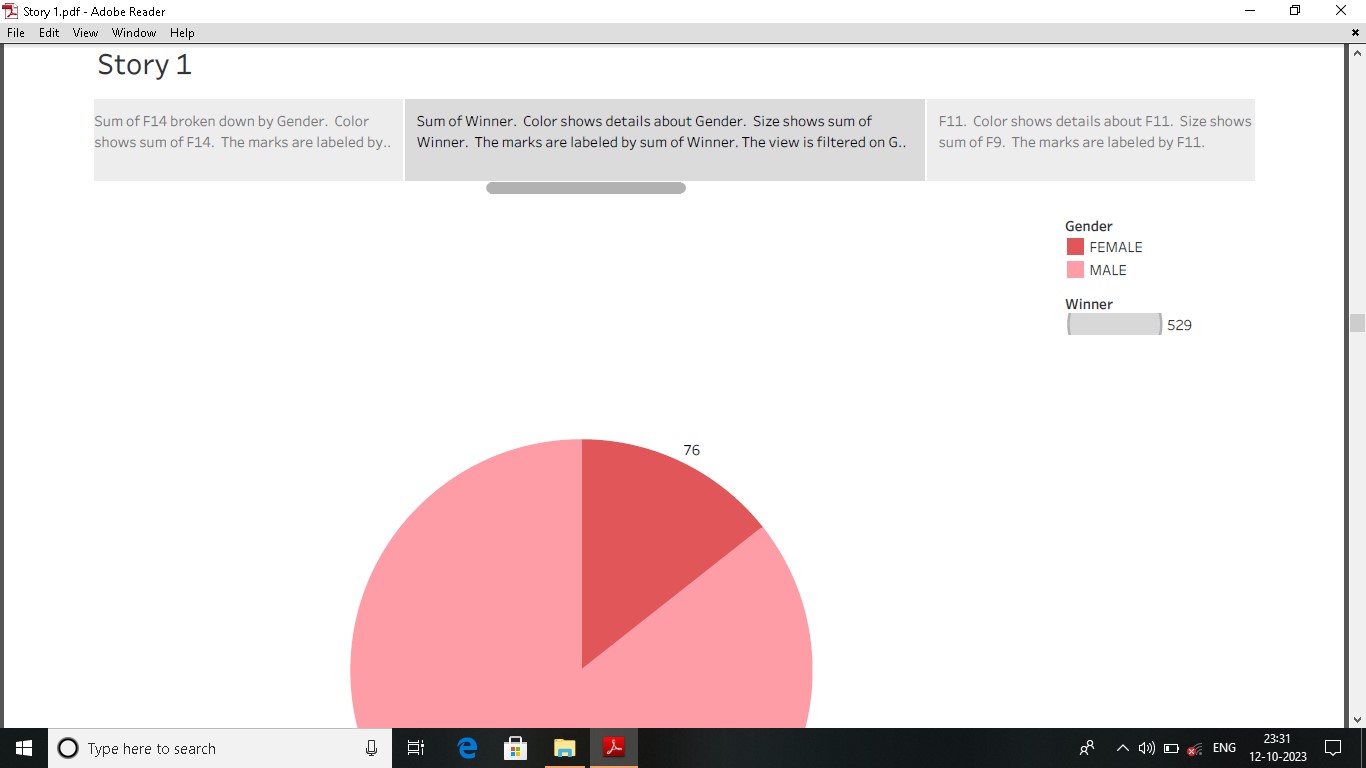 Story 1.pdf - Adobe Reader
File Edit View Window Help
Story 1
Sum of F14 broken down by Gender. Color
shows sum of F14. The marks are labeled by..
Sum of Winner. Color shows details about Gender. Size shows sum of
Winner. The marks are labeled by sum of Winner. The view is filtered on G..
F11. Color shows details about F11. Size shows
sum of F9. The marks are labeled by F11.
Gender
FEMALE
MALE
Winner
529
76
Type here to search
ENG
23:31
12-10-2023